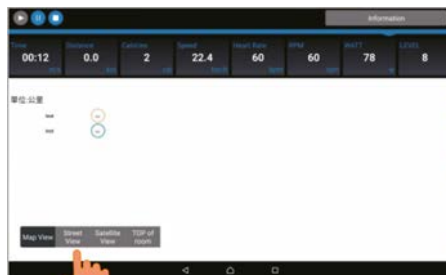 Information
Time Distance Calories Speed Heart Rate RPM WATT LEVEL
00:12 0.0 2 22.4 60 60 78 8
單位:公里
Map View Street View Satellite View TOP of room